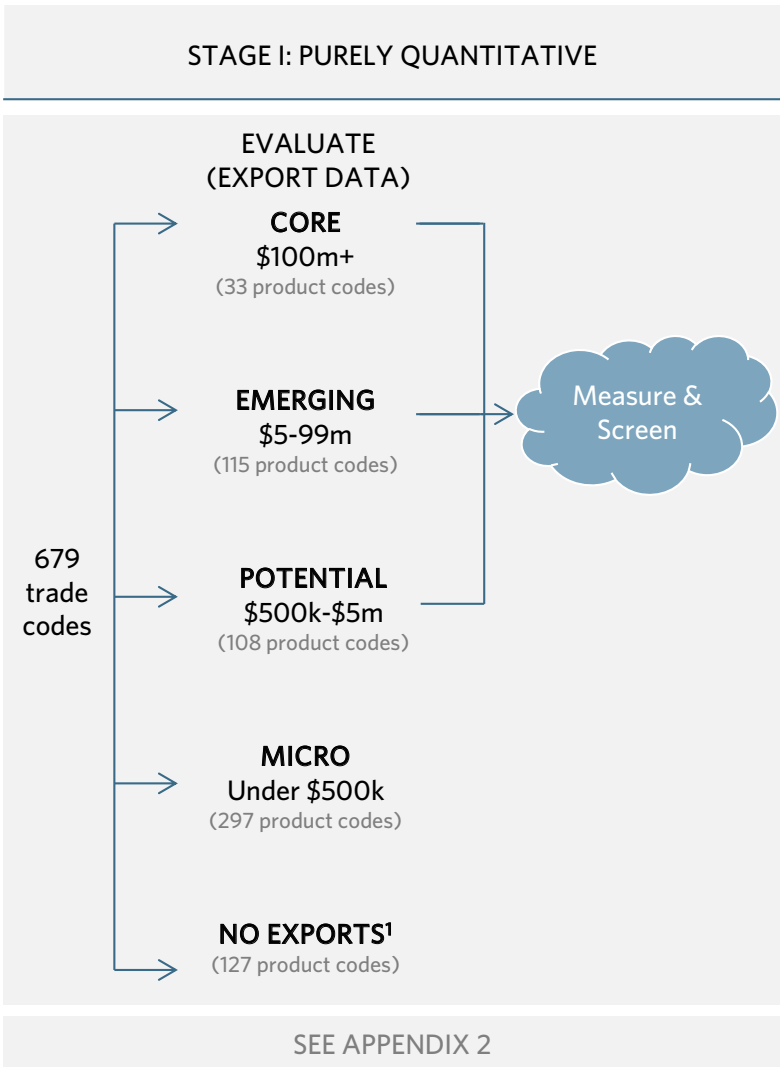 STAGE I: PURELY QUANTITATIVE
EVALUATE
(EXPORT DATA)
CORE
$100m+
(33 product codes)
EMERGING
$5-99m
(115 product codes)
Measure &
Screen
679
trade
codes
POTENTIAL
$500k-$5m
(108 product codes)
MICRO
Under $500k
(297 product codes)
NO EXPORTS¹
(127 product codes)
SEE APPENDIX 2